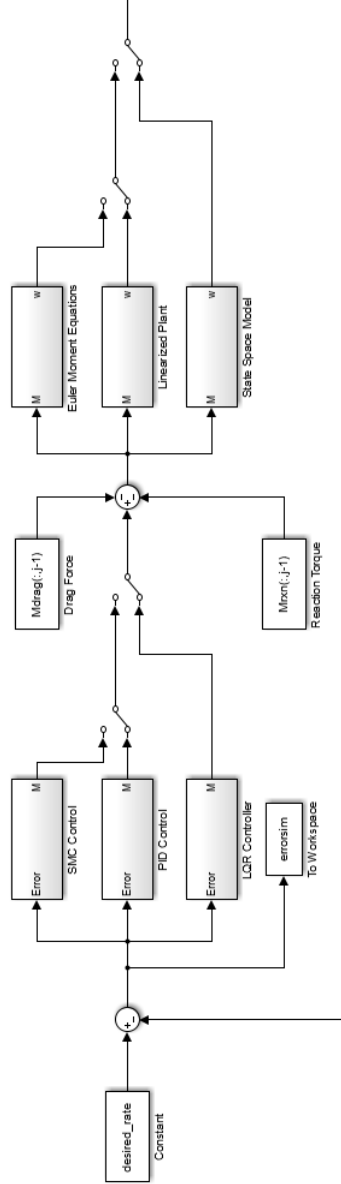 desired_rate
Constant
+
-
Error
M
SMC Control
Error
M
PID Control
Error
M
LQR Controller
errorsim
To Workspace
Mdrag(:,j-1)
Drag Force
-
+
-
Mrxn(:,j-1)
Reaction Torque
M
w
Euler Moment Equations
M
w
Linearized Plant
M
w
State Space Model